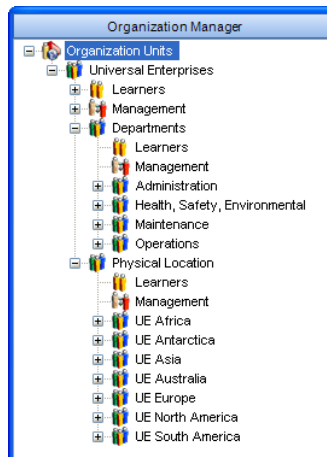 Organization Manager
Organization Units
Universal Enterprises
Learners
Management
Departments
Learners
Management
Administration
Health, Safety, Environmental
Maintenance
Operations
Physical Location
Learners
Management
UE Africa
UE Antarctica
UE Asia
UE Australia
UE Europe
UE North America
UE South America